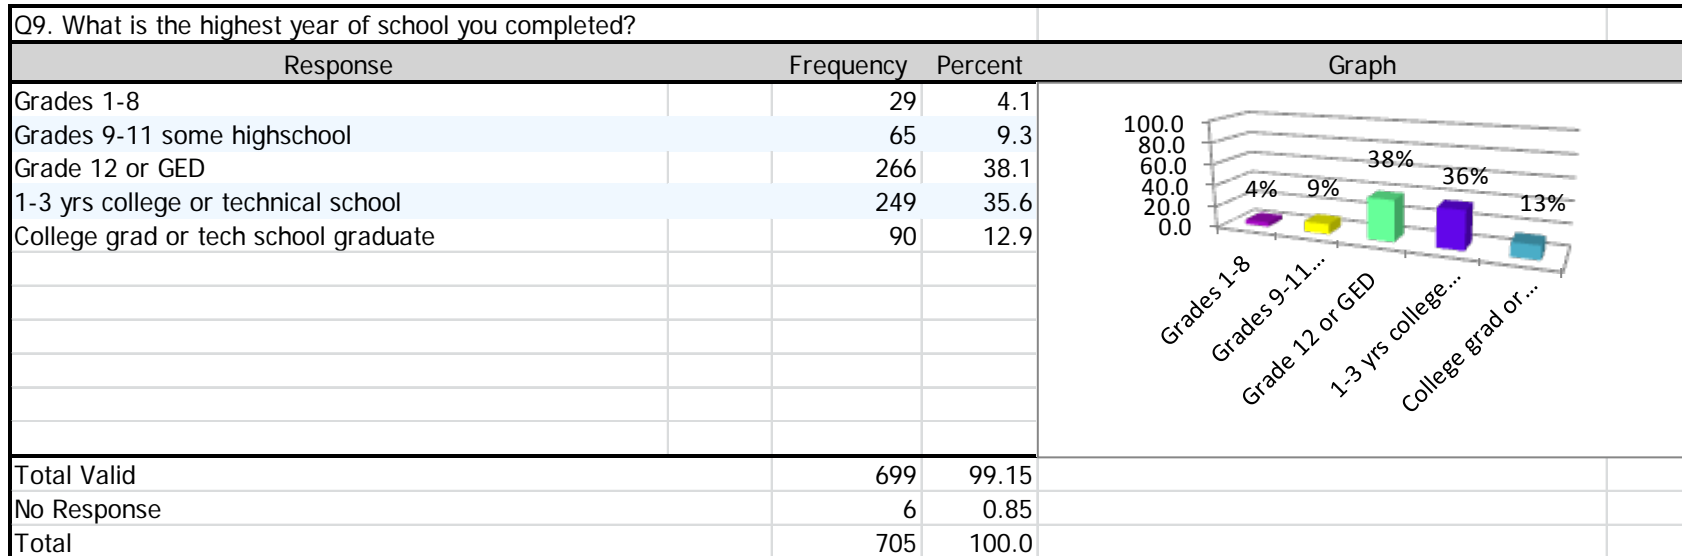 Q9. What is the highest year of school you completed?
Response Frequency Percent Graph
Grades 1-8 29 4.1
Grades 9-11 some highschool 65 9.3
Grade 12 or GED 266 38.1
1-3 yrs college or technical school 249 35.6
College grad or tech school graduate 90 12.9
100.0
80.0
60.0
40.0
20.0
0.0
4%
9%
38%
36%
13%
Grades 1-8
Grades 9-11...
Grade 12 or GED
1-3 yrs college...
College grad or...
Total Valid 699 99.15
No Response 6 0.85
Total 705 100.0